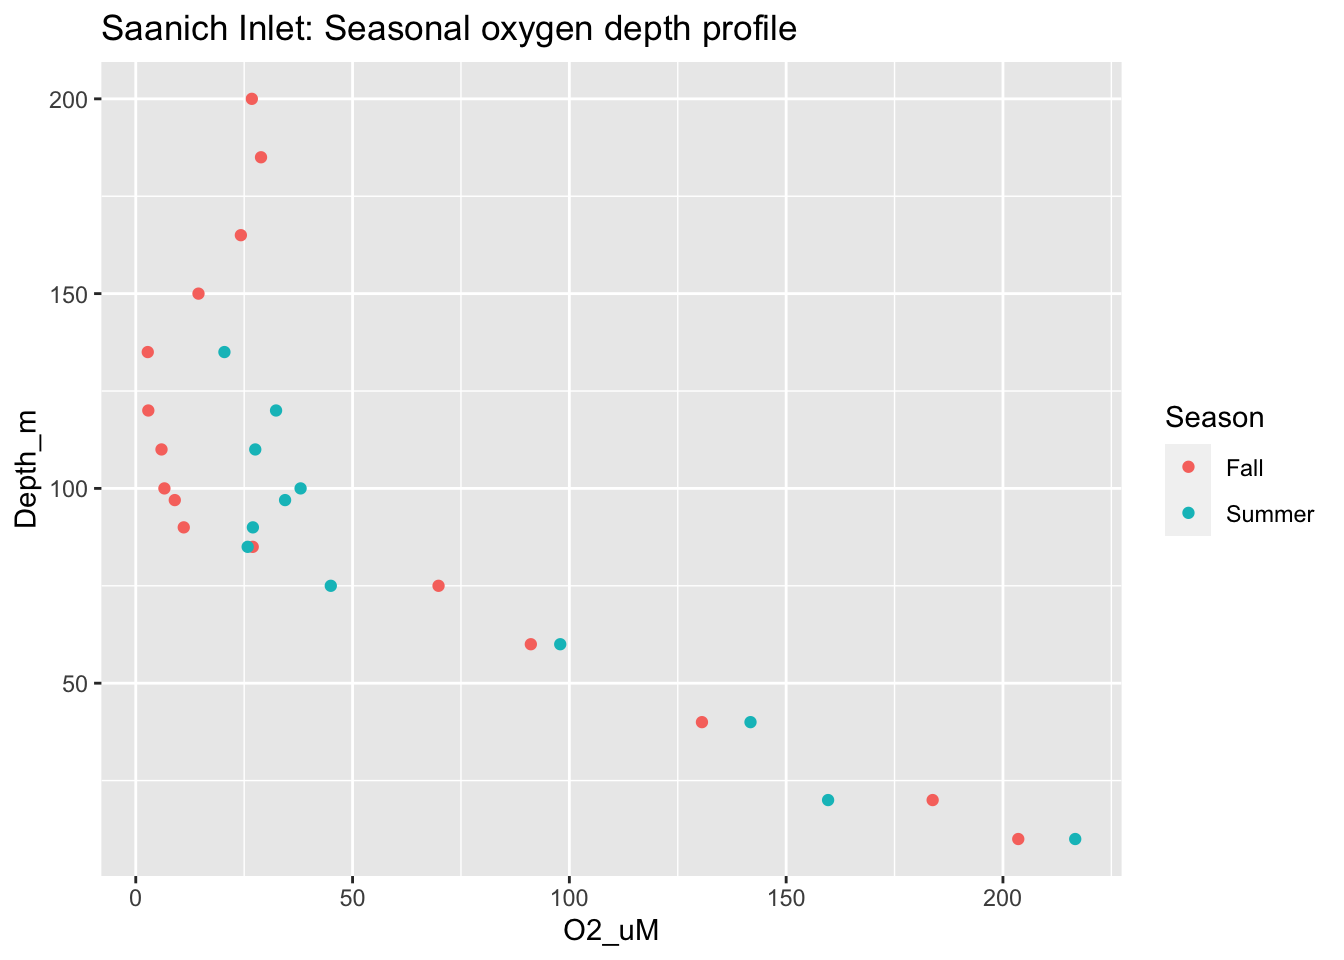 Saanich Inlet: Seasonal oxygen depth profile
200
150
100
50
Depth_m
0 50 100 150 200
O2_uM
Season
Fall
Summer